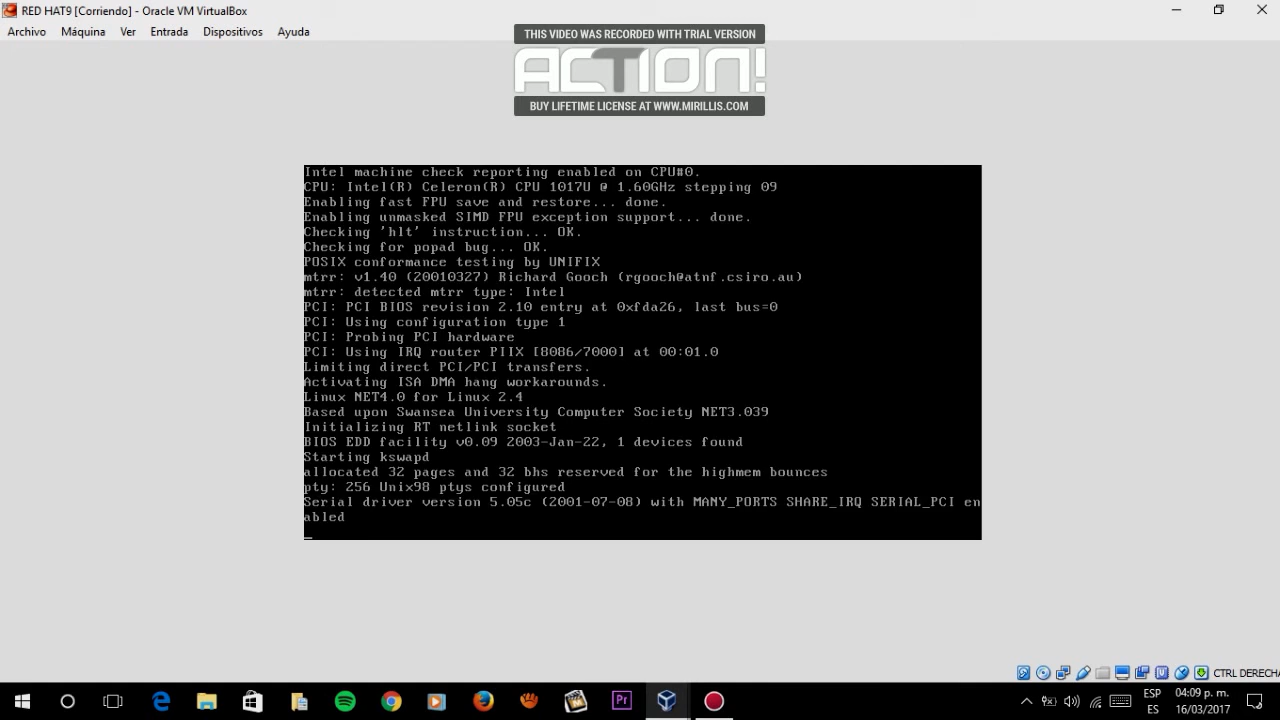 RED HAT9 [Corriendo] - Oracle VM VirtualBox
Archivo Máquina Ver Entrada Dispositivos Ayuda
THIS VIDEO WAS RECORDED WITH TRIAL VERSION
ACTION!
BUY LIFETIME LICENSE AT WWW.MIRILLIS.COM
Intel machine check reporting enabled on CPU#0.
CPU: Intel(R) Celeron(R) CPU 1017U @ 1.60GHz stepping 09
Enabling fast FPU save and restore... done.
Enabling unmasked SIMD FPU exception support... done.
Checking 'hlt' instruction... OK.
Checking for popad bug... OK.
POSIX conformance testing by UNIFIX
mtrr: v1.40 (20010327) Richard Gooch (rgooch@atnf.csiro.au)
mtrr: detected mtrr type: Intel
PCI: PCI BIOS revision 2.10 entry at 0xfda26, last bus=0
PCI: Using configuration type 1
PCI: Probing PCI hardware
PCI: Using IRQ router PIIX [8086/7000] at 00:01.0
Limiting direct PCI/PCI transfers.
Activating ISA DMA hang workarounds.
Linux NET4.0 for Linux 2.4
Based upon Swansea University Computer Society NET3.039
Initializing RT netlink socket
BIOS EDD facility v0.09 2003-Jan-22, 1 devices found
Starting kswapd
allocated 32 pages and 32 bhs reserved for the highmem bounces
pty: 256 Unix98 ptys configured
Serial driver version 5.05c (2001-07-08) with MANY_PORTS SHARE_IRQ SERIAL_PCI en
abled
CTRL DERECHA
Pr
ESP
ES
04:09 p. m.
16/03/2017